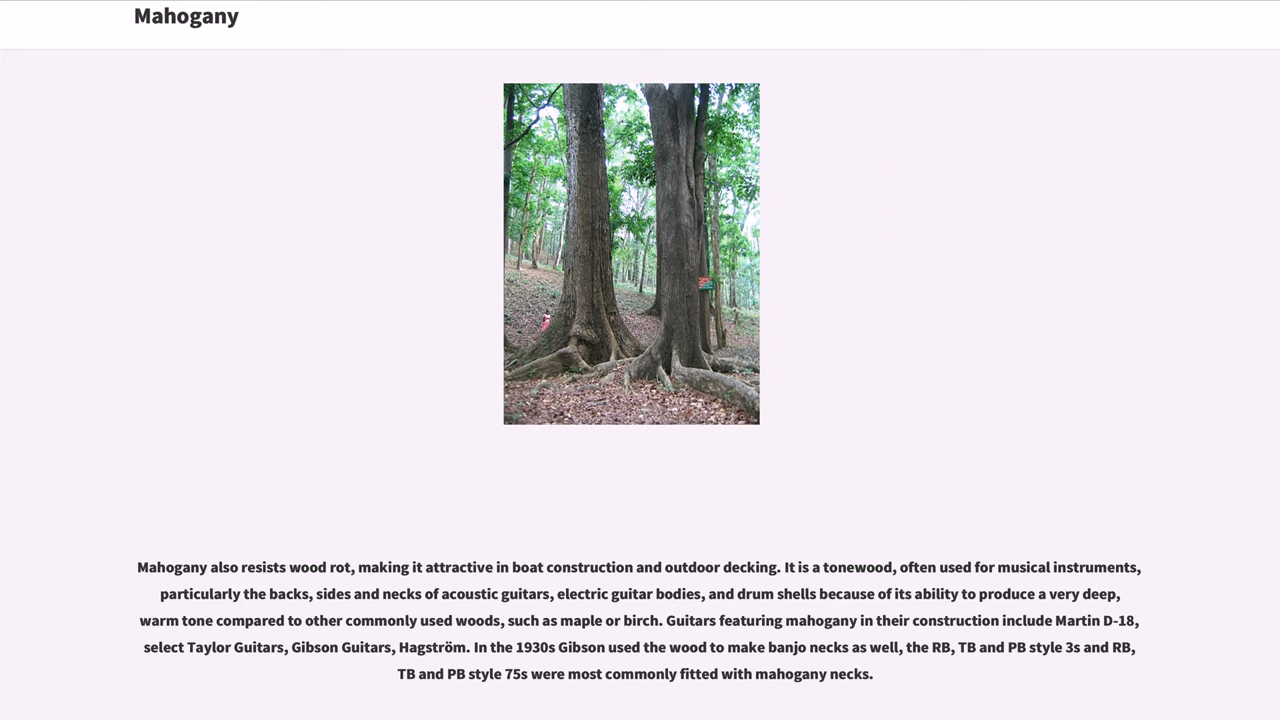 Mahogany
Mahogany also resists wood rot, making it attractive in boat construction and outdoor decking. It is a tonewood, often used for musical instruments,
particularly the backs, sides and necks of acoustic guitars, electric guitar bodies, and drum shells because of its ability to produce a very deep,
warm tone compared to other commonly used woods, such as maple or birch. Guitars featuring mahogany in their construction include Martin D-18,
select Taylor Guitars, Gibson Guitars, Hagström. In the 1930s Gibson used the wood to make banjo necks as well, the RB, TB and PB style 3s and RB,
TB and PB style 75s were most commonly fitted with mahogany necks.